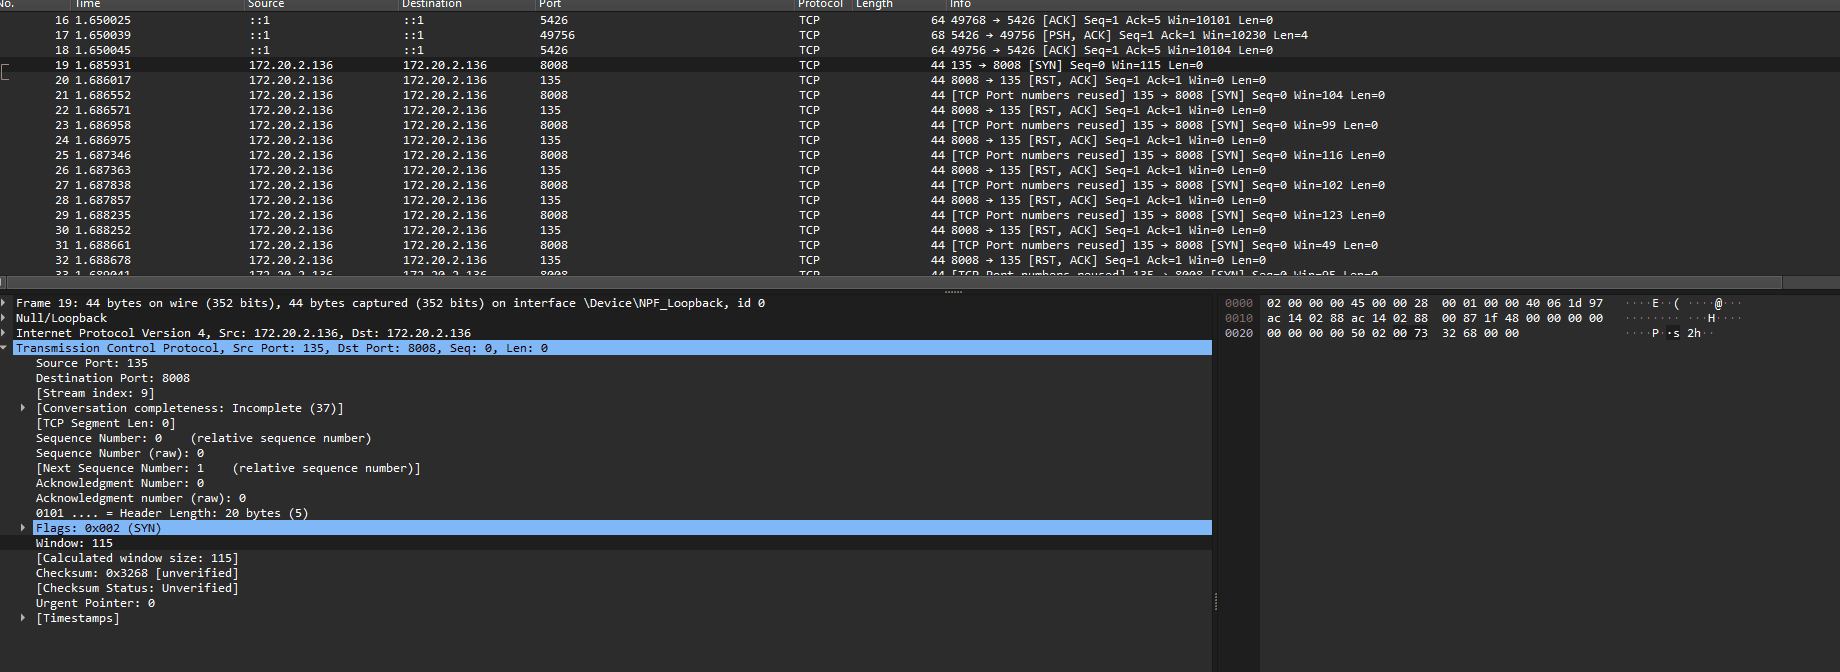 No. Time Source Destination Port Protocol Length Info
16 1.650025 ::1 ::1 5426 TCP 64 49768 → 5426 [ACK] Seq=1 Ack=5 Win=10101 Len=0
17 1.650039 ::1 ::1 49756 TCP 68 5426 → 49756 [PSH, ACK] Seq=1 Ack=1 Win=10230 Len=4
18 1.650045 ::1 ::1 5426 TCP 64 49756 → 5426 [ACK] Seq=1 Ack=5 Win=10104 Len=0
19 1.685931 172.20.2.136 172.20.2.136 8008 TCP 44 135 → 8008 [SYN] Seq=0 Win=115 Len=0
20 1.686017 172.20.2.136 172.20.2.136 135 TCP 44 8008 → 135 [RST, ACK] Seq=1 Ack=1 Win=0 Len=0
21 1.686552 172.20.2.136 172.20.2.136 8008 TCP 44 [TCP Port numbers reused] 135 → 8008 [SYN] Seq=0 Win=104 Len=0
22 1.686571 172.20.2.136 172.20.2.136 135 TCP 44 8008 → 135 [RST, ACK] Seq=1 Ack=1 Win=0 Len=0
23 1.686958 172.20.2.136 172.20.2.136 8008 TCP 44 [TCP Port numbers reused] 135 → 8008 [SYN] Seq=0 Win=99 Len=0
24 1.686975 172.20.2.136 172.20.2.136 135 TCP 44 8008 → 135 [RST, ACK] Seq=1 Ack=1 Win=0 Len=0
25 1.687346 172.20.2.136 172.20.2.136 8008 TCP 44 [TCP Port numbers reused] 135 → 8008 [SYN] Seq=0 Win=116 Len=0
26 1.687363 172.20.2.136 172.20.2.136 135 TCP 44 8008 → 135 [RST, ACK] Seq=1 Ack=1 Win=0 Len=0
27 1.687838 172.20.2.136 172.20.2.136 8008 TCP 44 [TCP Port numbers reused] 135 → 8008 [SYN] Seq=0 Win=102 Len=0
28 1.687857 172.20.2.136 172.20.2.136 135 TCP 44 8008 → 135 [RST, ACK] Seq=1 Ack=1 Win=0 Len=0
29 1.688235 172.20.2.136 172.20.2.136 8008 TCP 44 [TCP Port numbers reused] 135 → 8008 [SYN] Seq=0 Win=123 Len=0
30 1.688252 172.20.2.136 172.20.2.136 135 TCP 44 8008 → 135 [RST, ACK] Seq=1 Ack=1 Win=0 Len=0
31 1.688661 172.20.2.136 172.20.2.136 8008 TCP 44 [TCP Port numbers reused] 135 → 8008 [SYN] Seq=0 Win=49 Len=0
32 1.688678 172.20.2.136 172.20.2.136 135 TCP 44 8008 → 135 [RST, ACK] Seq=1 Ack=1 Win=0 Len=0
33 1.689041 172.20.2.136 172.20.2.136 8008 TCP 44 [TCP Port numbers reused] 135 → 8008 [SYN] Seq=0 Win=95 Len=0
Frame 19: 44 bytes on wire (352 bits), 44 bytes captured (352 bits) on interface \Device\NPF_Loopback, id 0
Null/Loopback
Internet Protocol Version 4, Src: 172.20.2.136, Dst: 172.20.2.136
Transmission Control Protocol, Src Port: 135, Dst Port: 8008, Seq: 0, Len: 0
Source Port: 135
Destination Port: 8008
[Stream index: 9]
[Conversation completeness: Incomplete (37)]
[TCP Segment Len: 0]
Sequence Number: 0 (relative sequence number)
Sequence Number (raw): 0
[Next Sequence Number: 1 (relative sequence number)]
Acknowledgment Number: 0
Acknowledgment number (raw): 0
0101 .... = Header Length: 20 bytes (5)
Flags: 0x002 (SYN)
Window: 115
[Calculated window size: 115]
Checksum: 0x3268 [unverified]
[Checksum Status: Unverified]
Urgent Pointer: 0
[Timestamps]
0000 02 00 00 00 45 00 00 28 00 01 00 00 40 06 1d 97 ····E··( ····@···
0010 ac 14 02 88 ac 14 02 88 00 87 1f 48 00 00 00 00 ········ ···H····
0020 00 00 00 00 50 02 00 73 32 68 00 00 ····P··s 2h··